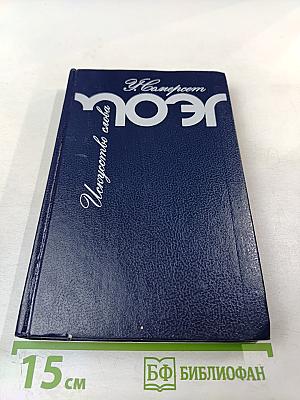 У. Сомерсет
МОЭМ
Искусство слова
15 см
БФ БИБЛИОФАН